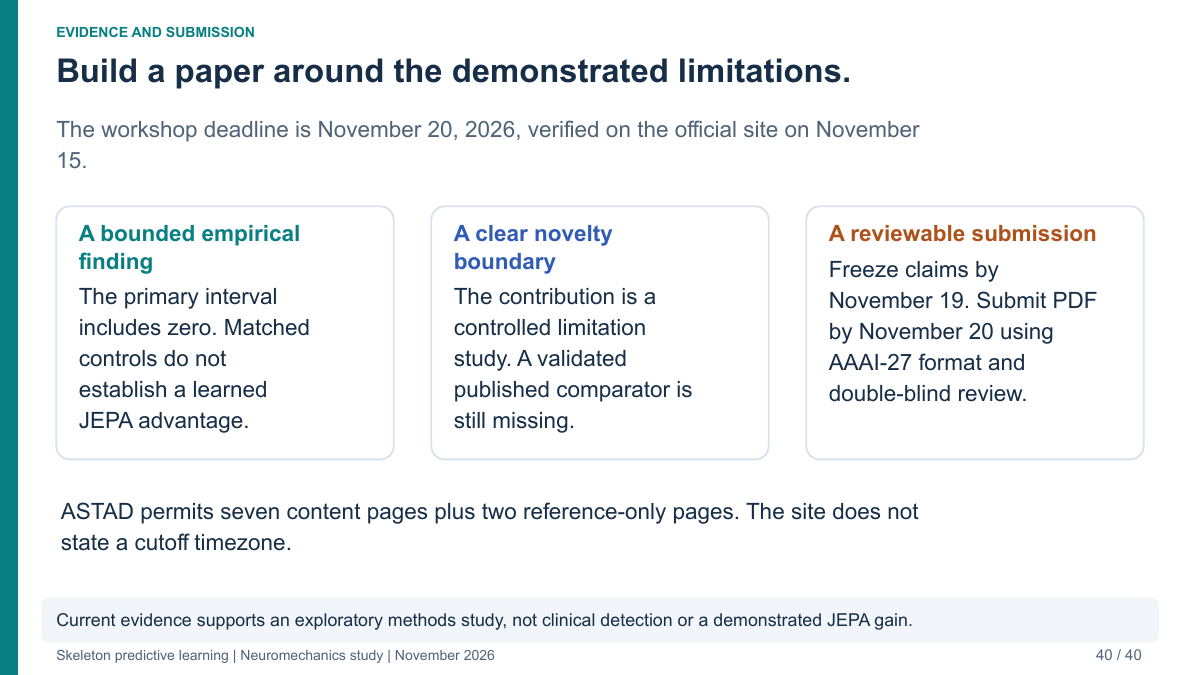 EVIDENCE AND SUBMISSION
Build a paper around the demonstrated limitations.
The workshop deadline is November 20, 2026, verified on the official site on November
15.
A bounded empirical
finding
The primary interval
includes zero. Matched
controls do not
establish a learned
JEPA advantage.
A clear novelty
boundary
The contribution is a
controlled limitation
study. A validated
published comparator is
still missing.
A reviewable submission
Freeze claims by
November 19. Submit PDF
by November 20 using
AAAI-27 format and
double-blind review.
ASTAD permits seven content pages plus two reference-only pages. The site does not
state a cutoff timezone.
Current evidence supports an exploratory methods study, not clinical detection or a demonstrated JEPA gain.
Skeleton predictive learning | Neuromechanics study | November 2026
40 / 40